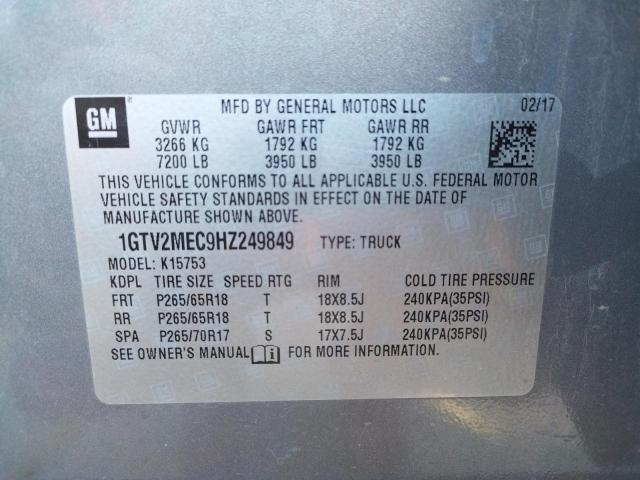 GM
MFD BY GENERAL MOTORS LLC 02/17
GVWR GAWR FRT GAWR RR
3266 KG 1792 KG 1792 KG
7200 LB 3950 LB 3950 LB
THIS VEHICLE CONFORMS TO ALL APPLICABLE U.S. FEDERAL MOTOR
VEHICLE SAFETY STANDARDS IN EFFECT ON THE DATE OF
MANUFACTURE SHOWN ABOVE.
1GTV2MEC9HZ249849 TYPE: TRUCK
MODEL: K15753
KDPL TIRE SIZE SPEED RTG RIM COLD TIRE PRESSURE
FRT P265/65R18 T 18X8.5J 240KPA(35PSI)
RR P265/65R18 T 18X8.5J 240KPA(35PSI)
SPA P265/70R17 S 17X7.5J 240KPA(35PSI)
SEE OWNER'S MANUAL i FOR MORE INFORMATION.